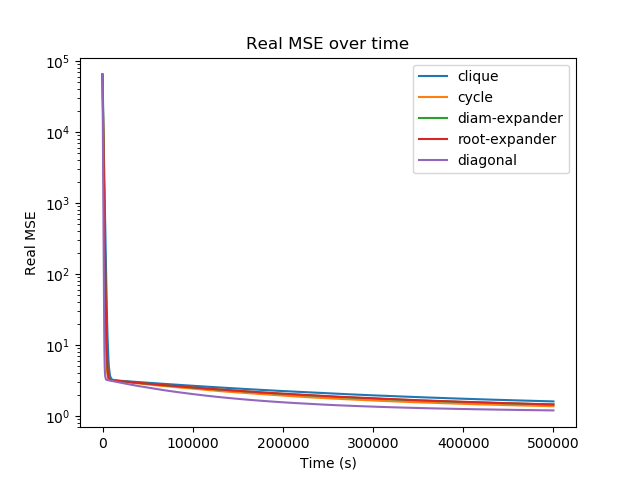 Real MSE over time
Real MSE
10^5
10^4
10^3
10^2
10^1
10^0
clique
cycle
diam-expander
root-expander
diagonal
0 100000 200000 300000 400000 500000
Time (s)